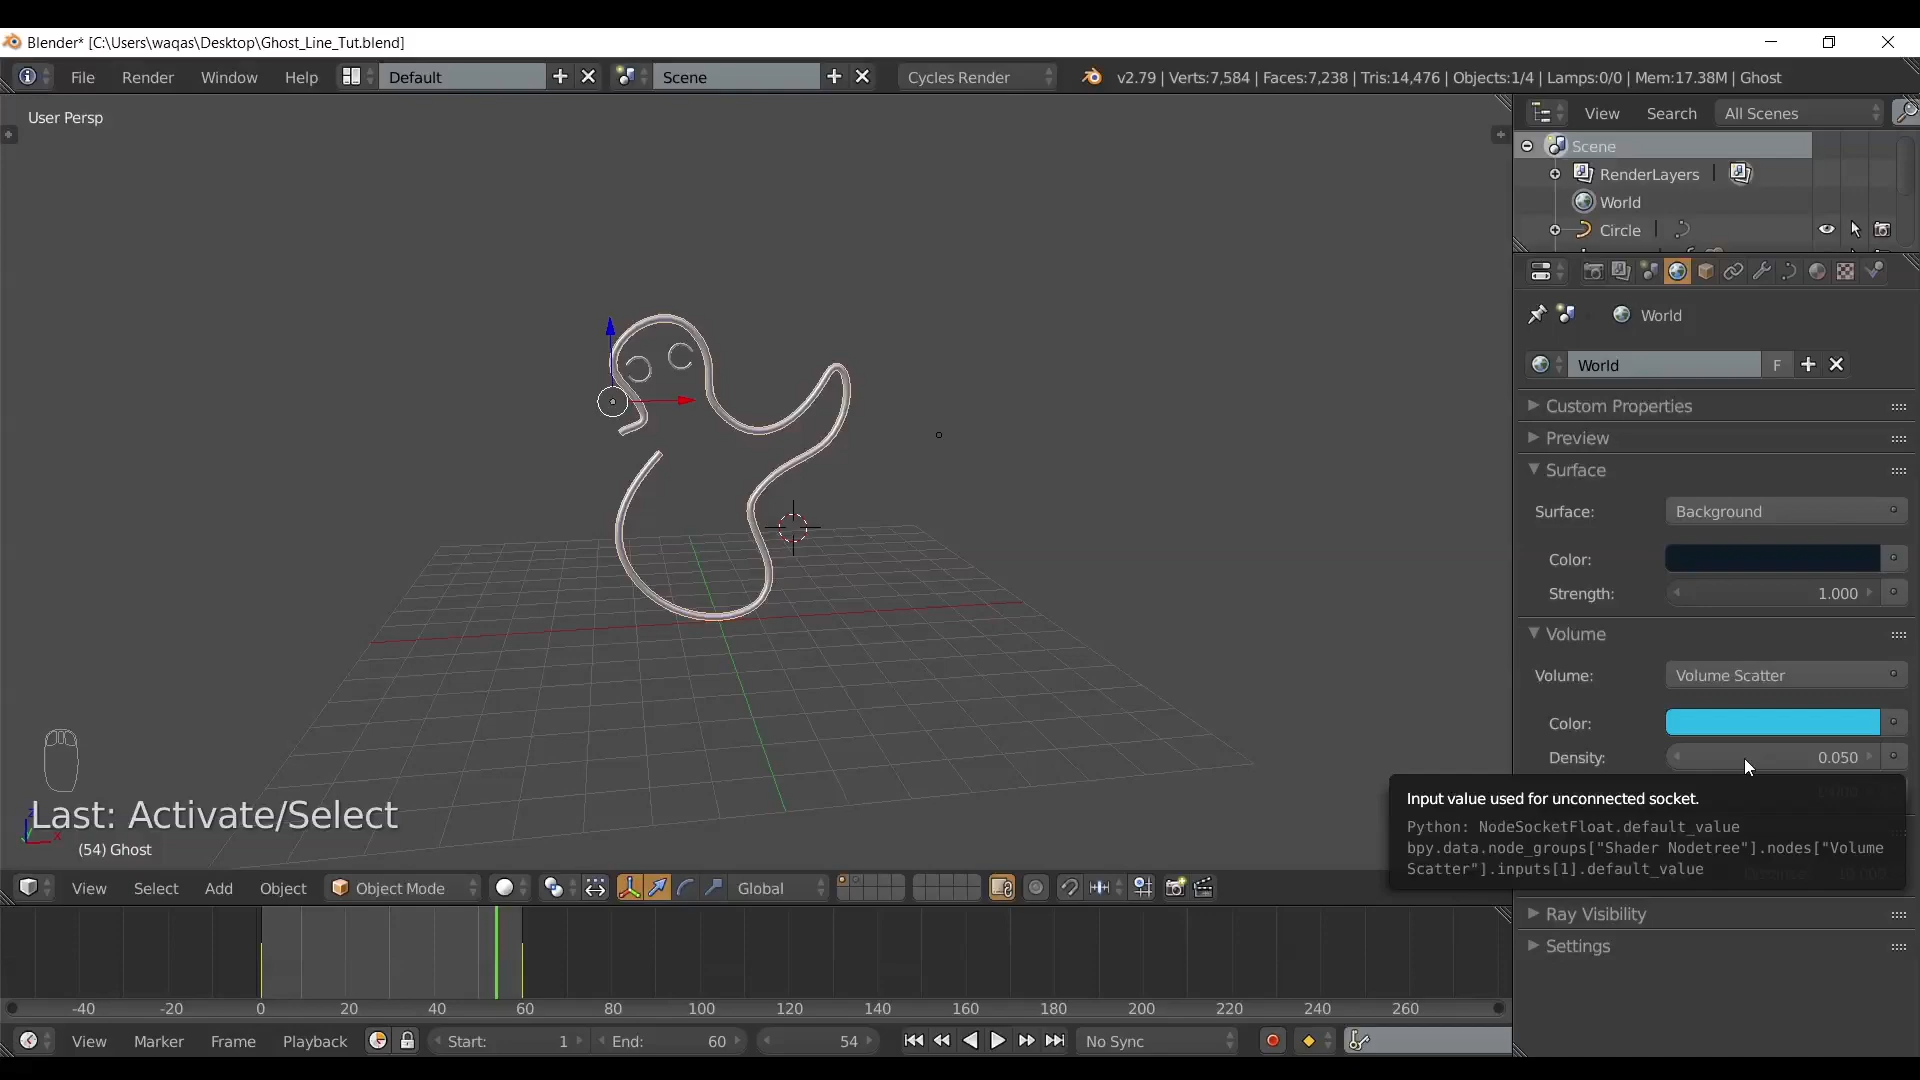 Blender* [C:\Users\waqas\Desktop\Ghost_Line_Tut.blend]
File Render Window Help Default Scene Cycles Render v2.79 | Verts:7,584 | Faces:7,238 | Tris:14,476 | Objects:1/4 | Lamps:0/0 | Mem:17.38M | Ghost
User Persp
View Search All Scenes
Scene
RenderLayers
World
Circle
World
World F
Custom Properties
Preview
Surface
Surface: Background
Color:
Strength: 1.000
Volume
Volume: Volume Scatter
Color:
Density: 0.050
Input value used for unconnected socket.
Python: NodeSocketFloat.default_value
bpy.data.node_groups["Shader Nodetree"].nodes["Volume
Scatter"].inputs[1].default_value
Ray Visibility
Settings
Last: Activate/Select
(54) Ghost
View Select Add Object Object Mode Global
-40 -20 0 20 40 60 80 100 120 140 160 180 200 220 240 260
View Marker Frame Playback Start: 1 End: 60 54 No Sync